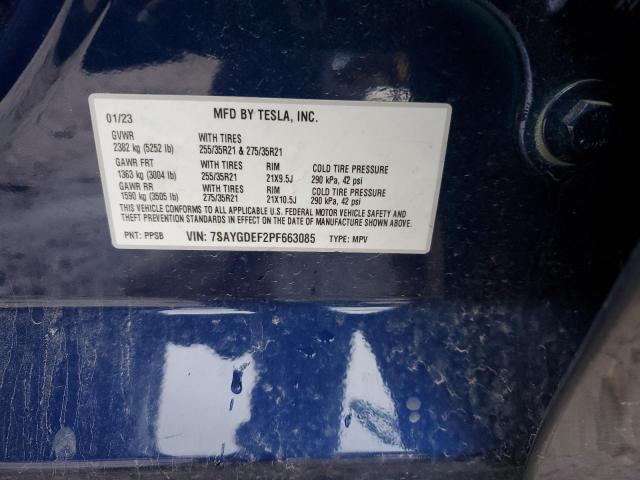 01/23 MFD BY TESLA, INC.
GVWR WITH TIRES
2382 kg (5252 lb) 255/35R21 & 275/35R21
GAWR FRT WITH TIRES RIM COLD TIRE PRESSURE
1363 kg (3004 lb) 255/35R21 21X9.5J 290 kPa, 42 psi
GAWR RR WITH TIRES RIM COLD TIRE PRESSURE
1590 kg (3505 lb) 275/35R21 21X10.5J 290 kPa, 42 psi
THIS VEHICLE CONFORMS TO ALL APPLICABLE U.S. FEDERAL MOTOR VEHICLE SAFETY AND
THEFT PREVENTION STANDARDS IN EFFECT ON THE DATE OF MANUFACTURE SHOWN ABOVE.
PNT: PPSB VIN: 7SAYGDEF2PF663085 TYPE: MPV